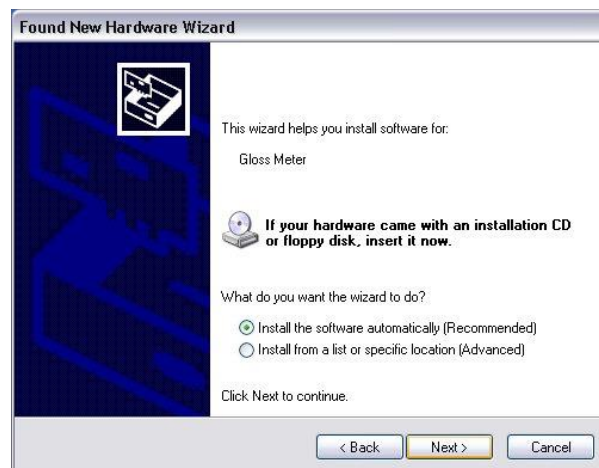 Found New Hardware Wizard
This wizard helps you install software for:
Gloss Meter
If your hardware came with an installation CD
or floppy disk, insert it now.
What do you want the wizard to do?
Install the software automatically (Recommended)
Install from a list or specific location (Advanced)
Click Next to continue.
< Back Next > Cancel